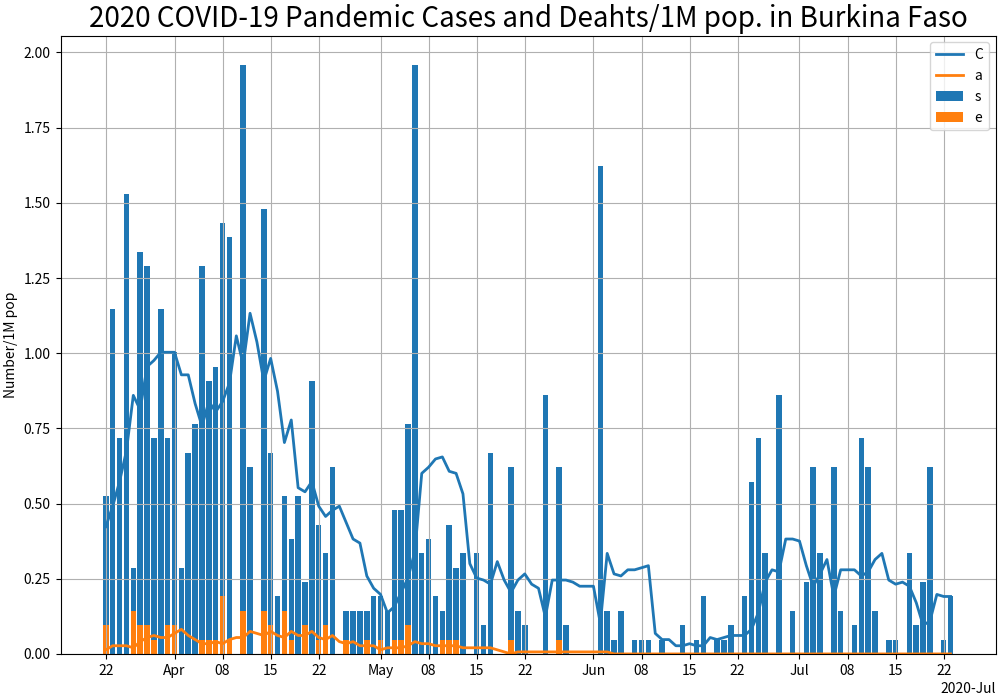 2020 COVID-19 Pandemic Cases and Deahts/1M pop. in Burkina Faso
Number/1M pop
2.00
1.75
1.50
1.25
1.00
0.75
0.50
0.25
0.00
C
a
s
e
22 Apr 08 15 22 May 08 15 22 Jun 08 15 22 Jul 08 15 22
2020-Jul